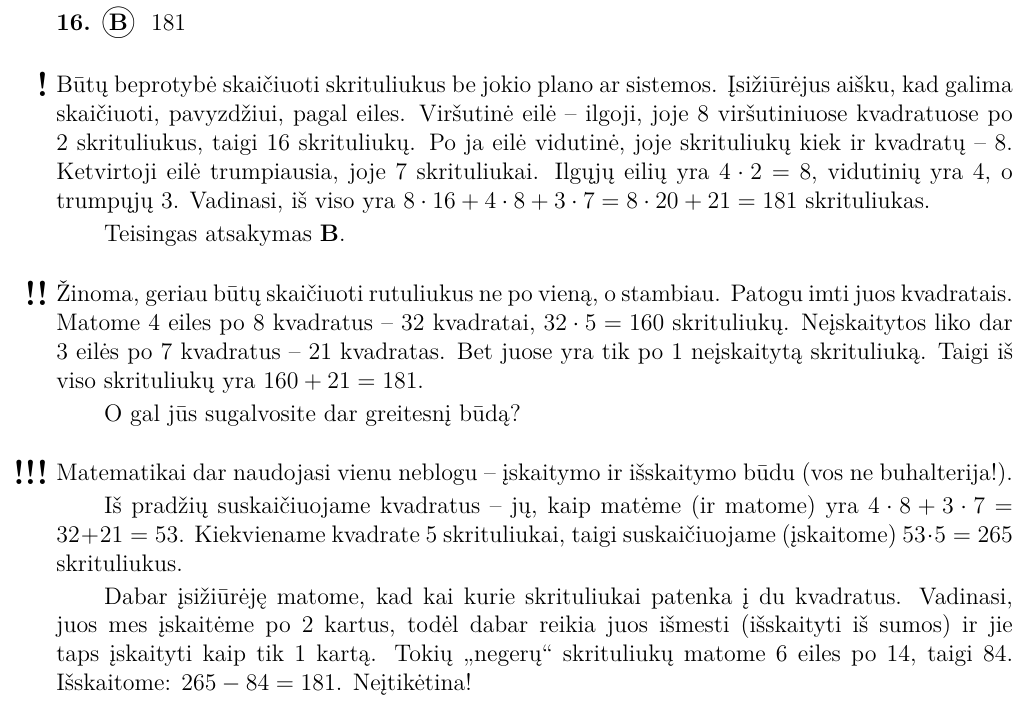 16. B 181
! Būtų beprotybė skaičiuoti skrituliukus be jokio plano ar sistemos. Įsižiūrėjus aišku, kad galima
skaičiuoti, pavyzdžiui, pagal eiles. Viršutinė eilė – ilgoji, joje 8 viršutiniuose kvadratuose po
2 skrituliukus, taigi 16 skrituliukų. Po ja eilė vidutinė, joje skrituliukų kiek ir kvadratų – 8.
Ketvirtoji eilė trumpiausia, joje 7 skrituliukai. Ilgųjų eilių yra 4 · 2 = 8, vidutinių yra 4, o
trumpųjų 3. Vadinasi, iš viso yra 8 · 16 + 4 · 8 + 3 · 7 = 8 · 20 + 21 = 181 skrituliukas.
Teisingas atsakymas B.
!! Žinoma, geriau būtų skaičiuoti rutuliukus ne po vieną, o stambiau. Patogu imti juos kvadratais.
Matome 4 eiles po 8 kvadratus – 32 kvadratai, 32 · 5 = 160 skrituliukų. Neįskaitytos liko dar
3 eilės po 7 kvadratus – 21 kvadratas. Bet juose yra tik po 1 neįskaitytą skrituliuką. Taigi iš
viso skrituliukų yra 160 + 21 = 181.
O gal jūs sugalvosite dar greitesnį būdą?
!!! Matematikai dar naudojasi vienu neblogu – įskaitymo ir išskaitymo būdu (vos ne buhalterija!).
Iš pradžių suskaičiuojame kvadratus – jų, kaip matėme (ir matome) yra 4 · 8 + 3 · 7 =
32+21 = 53. Kiekviename kvadrate 5 skrituliukai, taigi suskaičiuojame (įskaitome) 53·5 = 265
skrituliukus.
Dabar įsižiūrėję matome, kad kai kurie skrituliukai patenka į du kvadratus. Vadinasi,
juos mes įskaitėme po 2 kartus, todėl dabar reikia juos išmesti (išskaityti iš sumos) ir jie
taps įskaityti kaip tik 1 kartą. Tokių „negerų“ skrituliukų matome 6 eiles po 14, taigi 84.
Išskaitome: 265 − 84 = 181. Neįtikėtina!